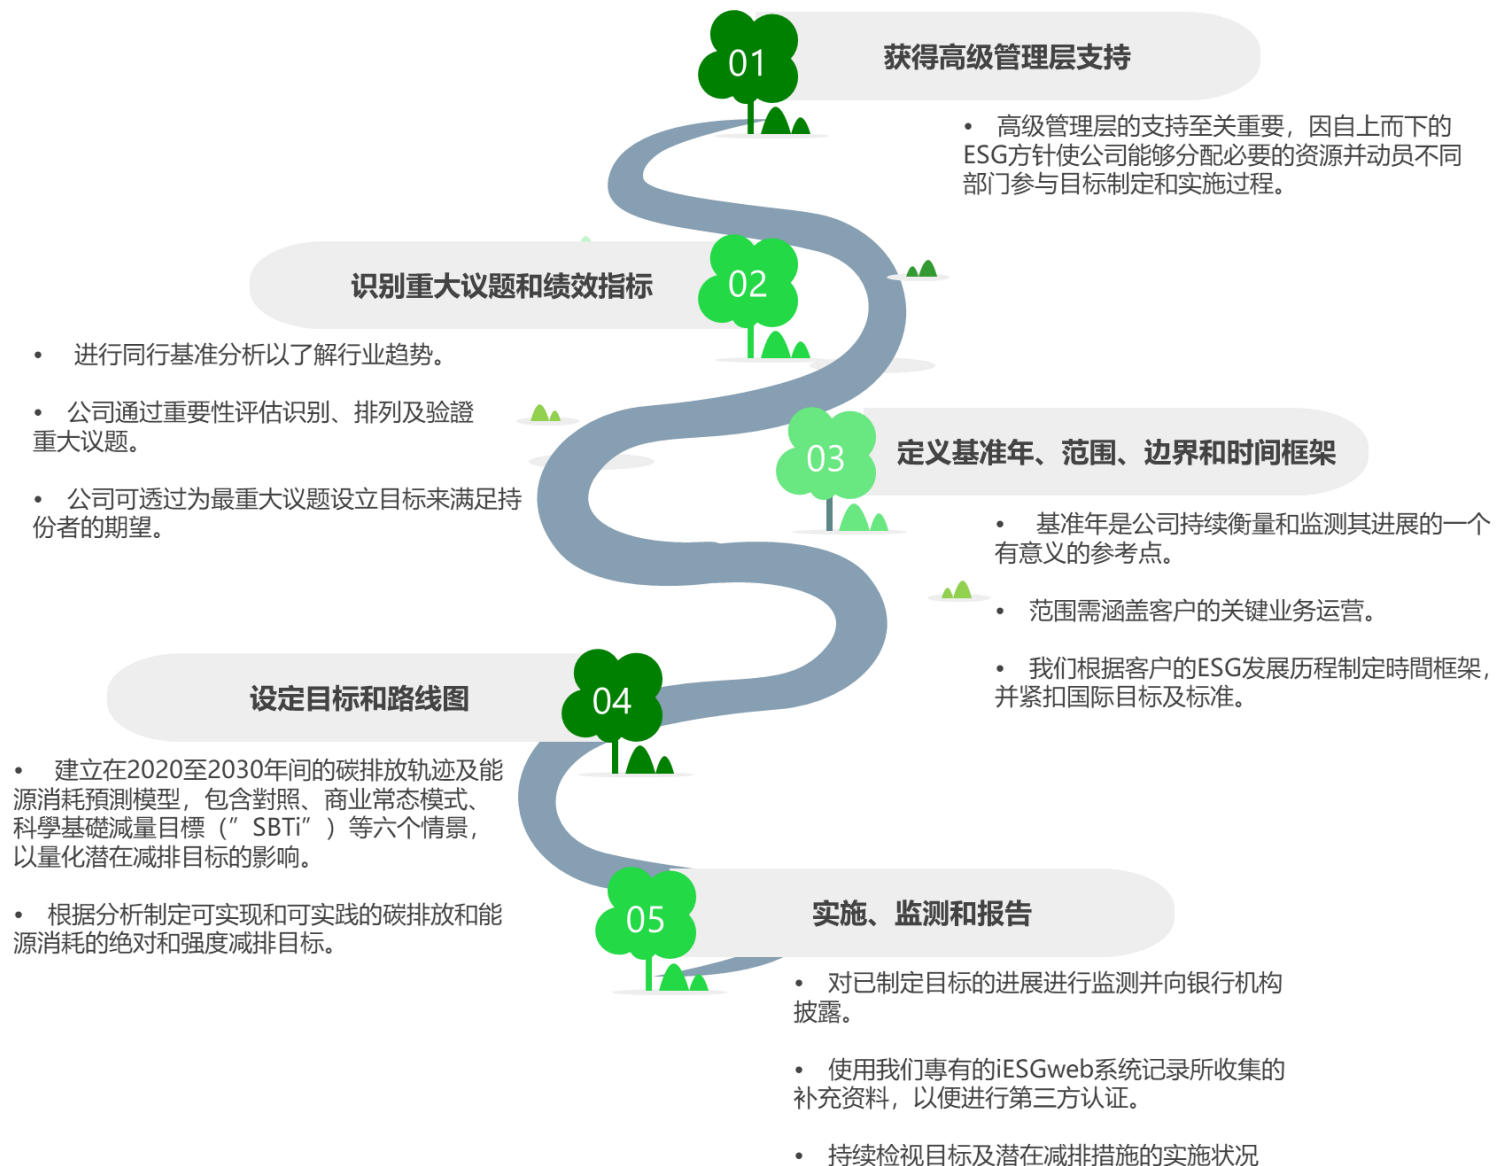 01
获得高级管理层支持
• 高级管理层的支持至关重要，因自上而下的
ESG方针使公司能够分配必要的资源并动员不同
部门参与目标制定和实施过程。
02
识别重大议题和绩效指标
• 进行同行基准分析以了解行业趋势。
• 公司通过重要性评估识别、排列及验證
重大议题。
• 公司可透过为最重大议题设立目标来满足持
份者的期望。
03
定义基准年、范围、边界和时间框架
• 基准年是公司持续衡量和监测其进展的一个
有意义的参考点。
• 范围需涵盖客户的关键业务运营。
• 我们根据客户的ESG发展历程制定時間框架，
并紧扣国际目标及标准。
04
设定目标和路线图
• 建立在2020至2030年间的碳排放轨迹及能
源消耗預測模型，包含對照、商业常态模式、
科學基礎減量目標（”SBTi”）等六个情景，
以量化潜在减排目标的影响。
• 根据分析制定可实现和可实践的碳排放和能
源消耗的绝对和强度减排目标。
05
实施、监测和报告
• 对已制定目标的进展进行监测并向银行机构
披露。
• 使用我们專有的iESGweb系统记录所收集的
补充资料，以便进行第三方认证。
• 持续检视目标及潜在减排措施的实施状况